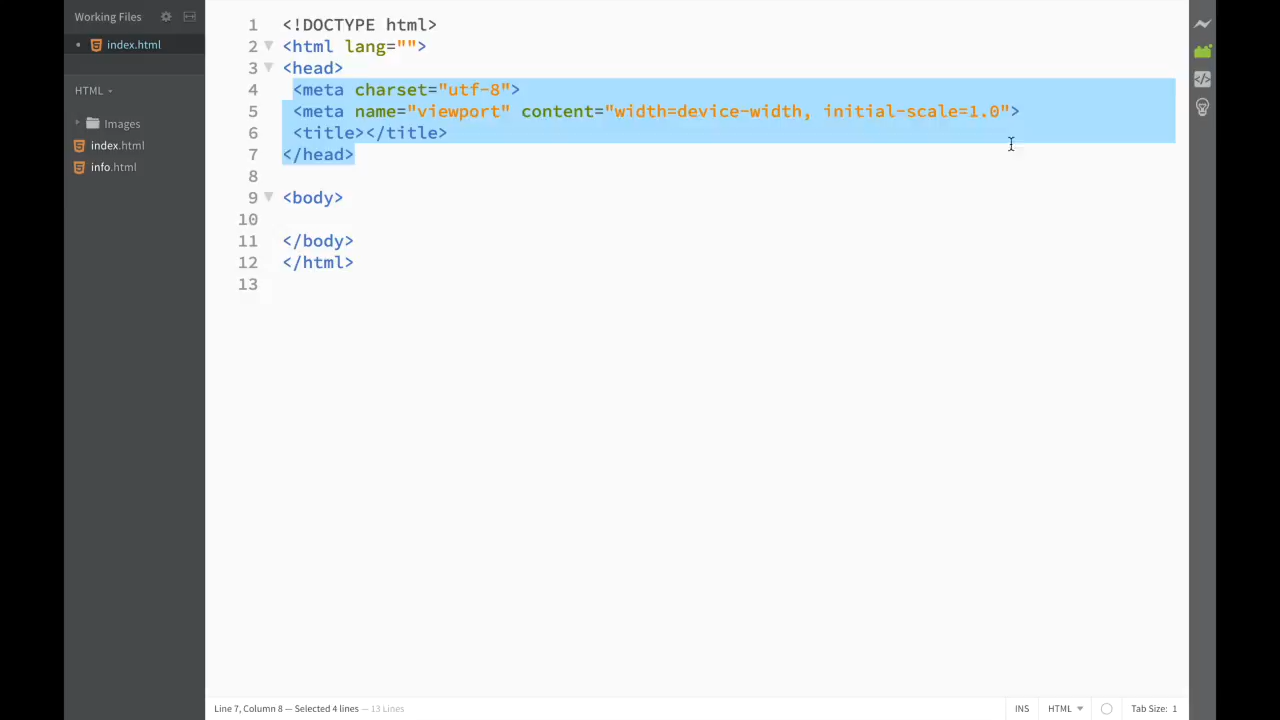 Working Files
index.html
HTML
Images
index.html
info.html
1 <!DOCTYPE html>
2 <html lang="">
3 <head>
4 <meta charset="utf-8">
5 <meta name="viewport" content="width=device-width, initial-scale=1.0">
6 <title></title>
7 </head>
8
9 <body>
10
11 </body>
12 </html>
13
Line 7, Column 8 — Selected 4 lines — 13 Lines
INS HTML Tab Size: 1